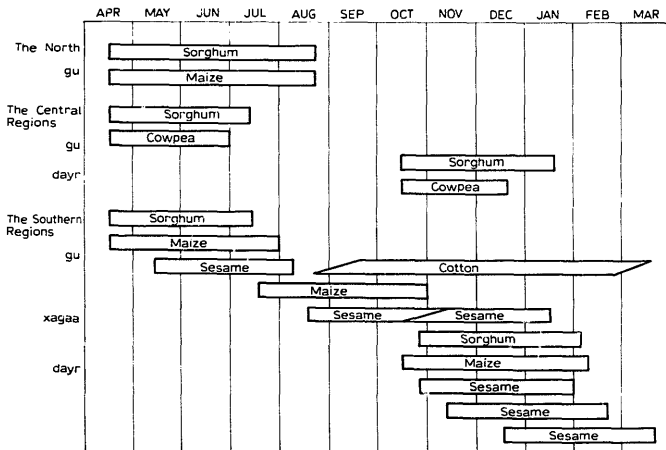 APR MAY JUN JUL AUG SEP OCT NOV DEC JAN FEB MAR
The North
Sorghum
gu
Maize
The Central
Regions
Sorghum
gu
Cowpea
dayr
Sorghum
Cowpea
The Southern
Regions
Sorghum
Maize
gu
Sesame
Cotton
Maize
xagaa
Sesame Sesame
Sorghum
dayr
Maize
Sesame
Sesame
Sesame